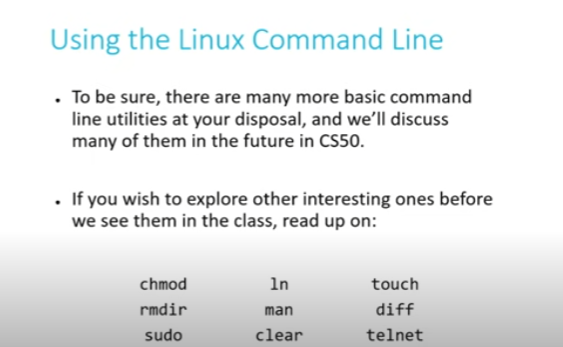 Using the Linux Command Line
• To be sure, there are many more basic command
line utilities at your disposal, and we'll discuss
many of them in the future in CS50.
• If you wish to explore other interesting ones before
we see them in the class, read up on:
chmod ln touch
rmdir man diff
sudo clear telnet